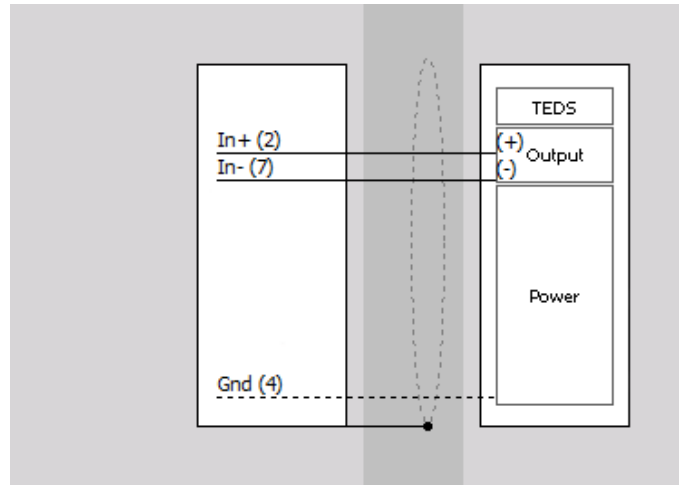 TEDS
In+ (2)
(+)
Output
In- (7)
(-)
Power
Gnd (4)